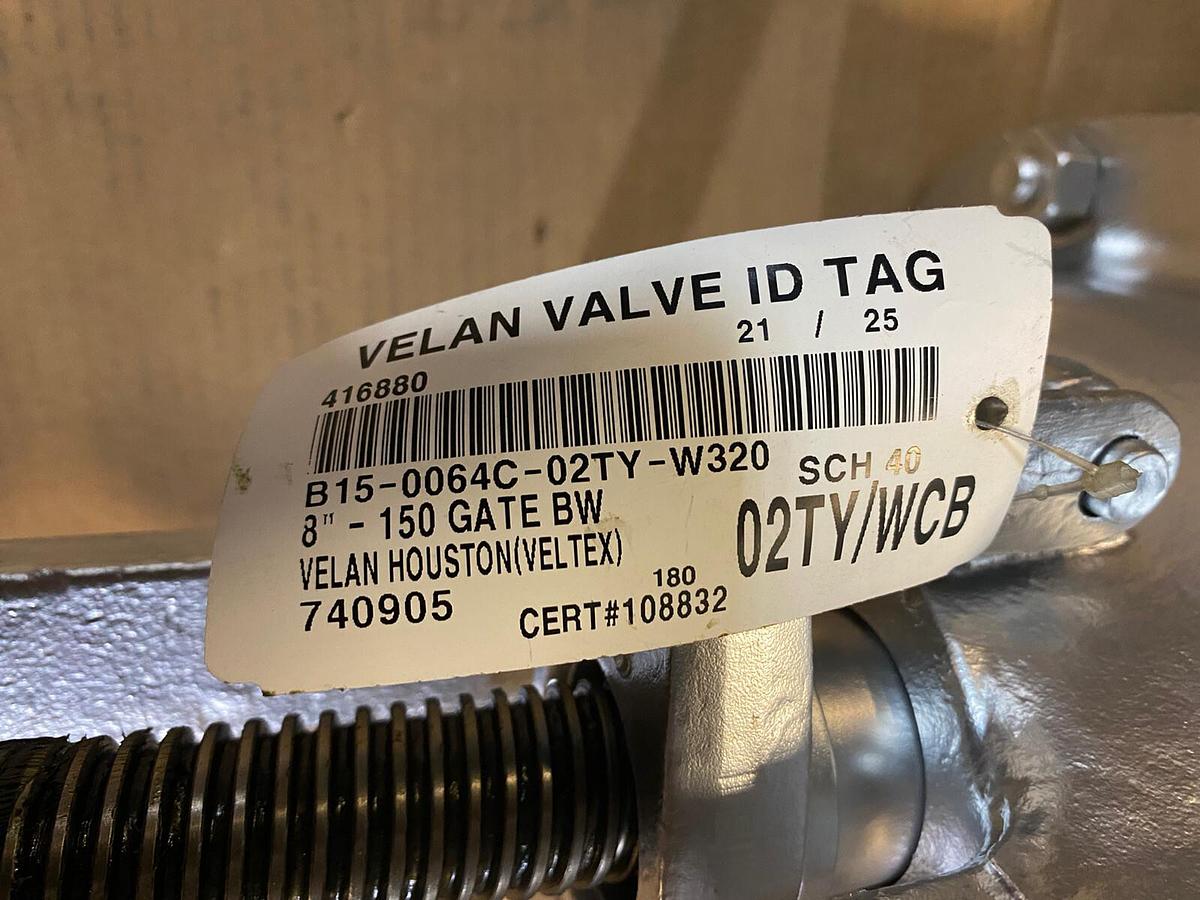 VELAN VALVE ID TAG
21 / 25
416880
B15-0064C-02TY-W320
SCH 40
8" - 150 GATE BW
02TY/WCB
VELAN HOUSTON(VELTEX)
180
740905
CERT#108832